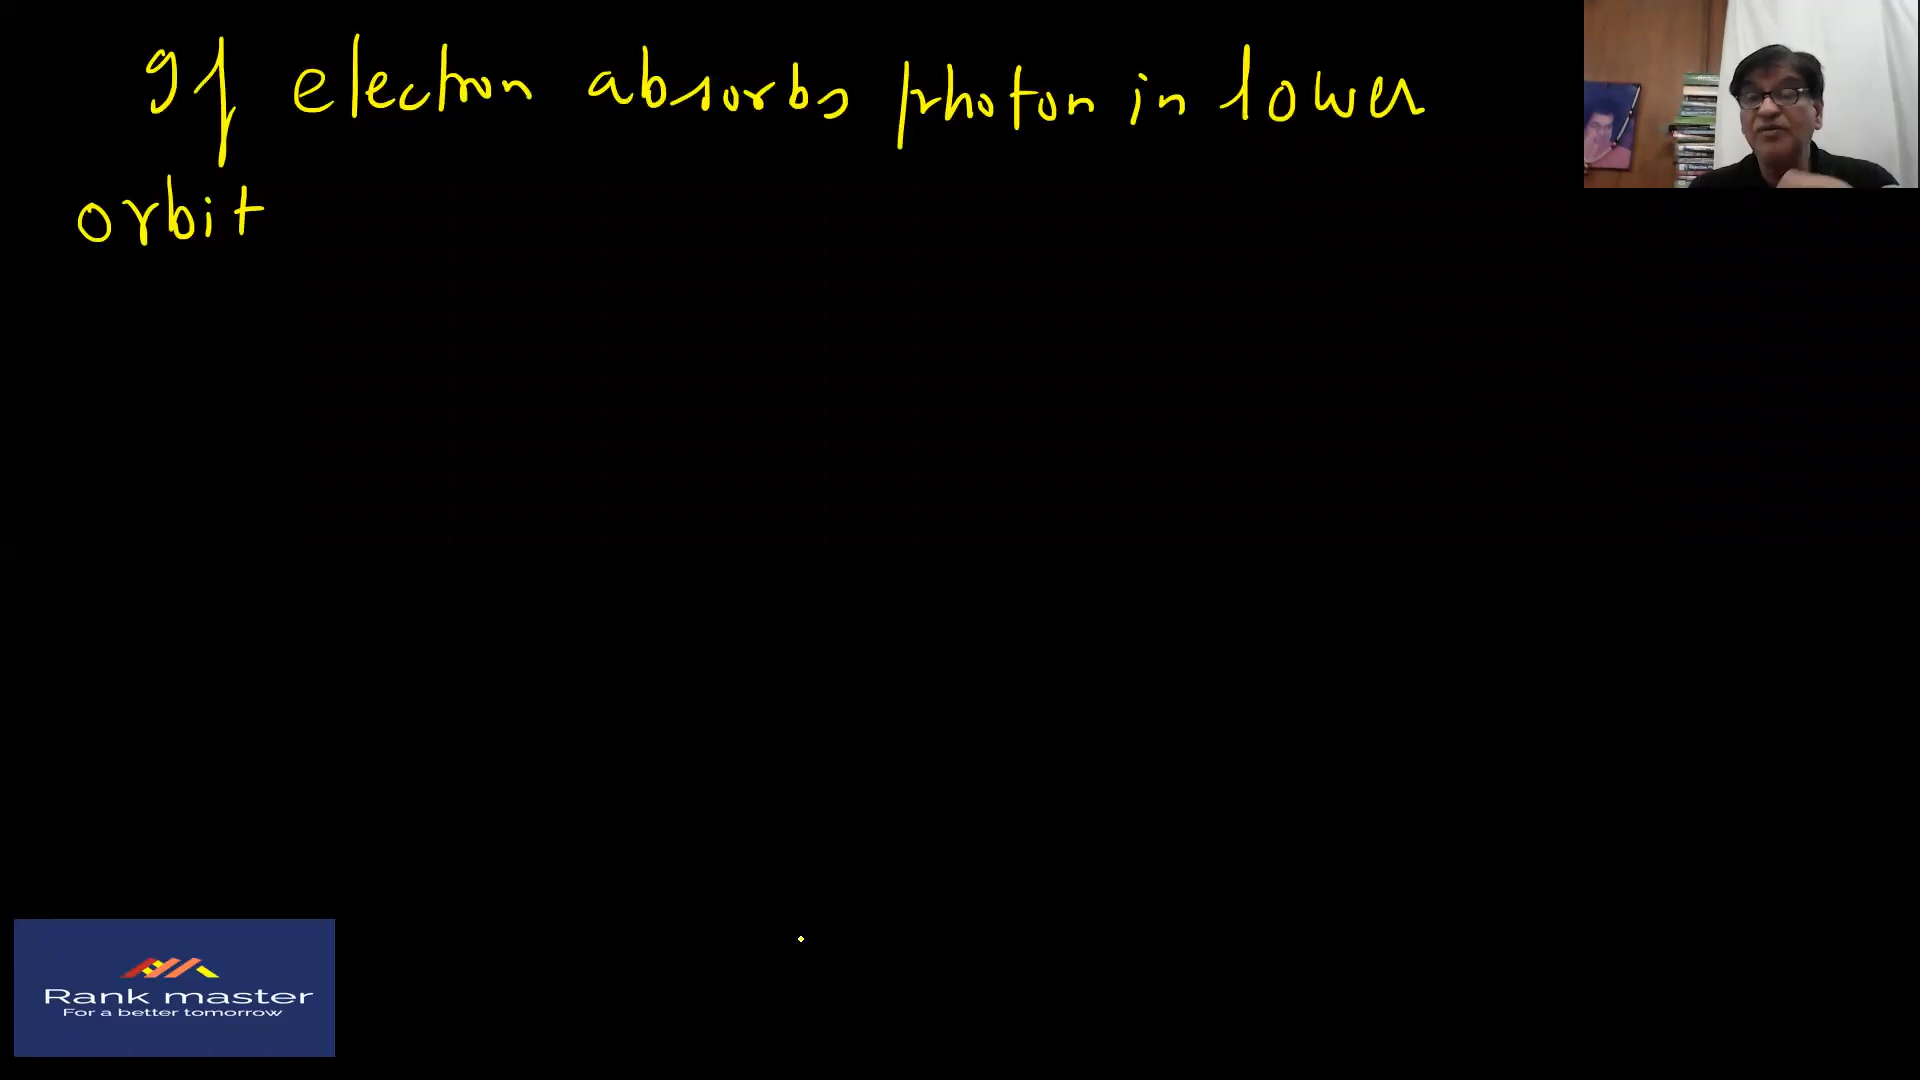 If electron absorbs photon in lower
orbit
Rank master
For a better tomorrow